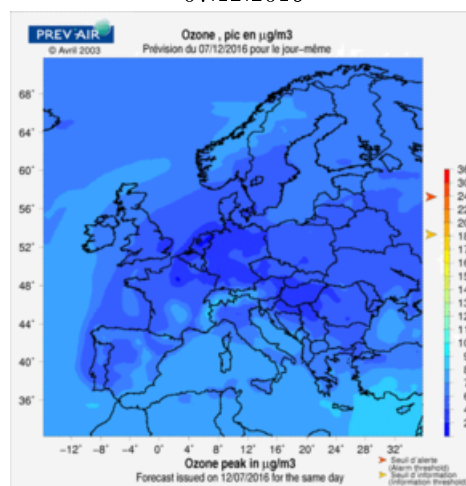 PREV'AIR
© Avril 2003
Ozone , pic en µg/m3
Prévision du 07/12/2016 pour le jour-même
68°
64°
60°
56°
52°
48°
44°
40°
36°
-12° -8° -4° 0° 4° 8° 12° 16° 20° 24° 28° 32°
Ozone peak in µg/m3
Forecast issued on 12/07/2016 for the same day
Seuil d'alerte
(Alarm threshold)
Seuil d'information
(Information threshold)